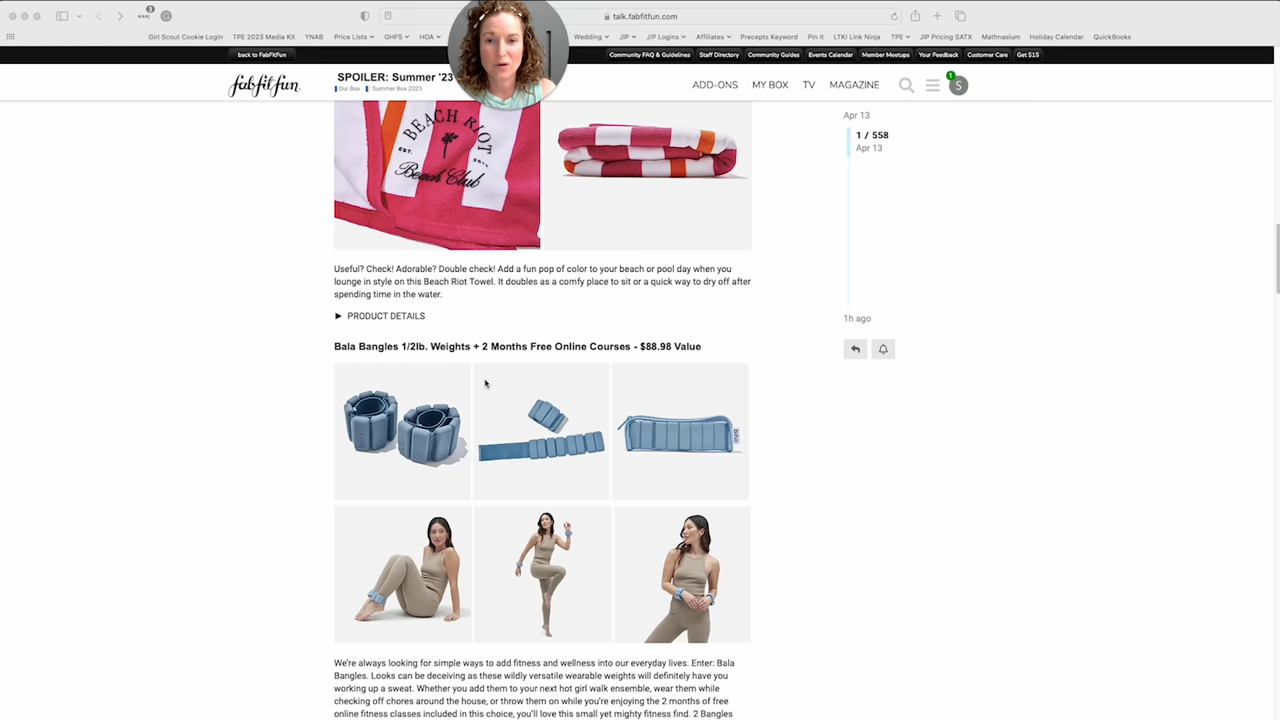 3
talk.fabfitfun.com
Girl Scout Cookie Login TPE 2023 Media Kit YNAB Price Lists GHFS HOA Wedding JIP JIP Logins Affiliates Precepts Keyword Pin it LTKI Link Ninja TPE JIP Pricing SATX Mathnasium Holiday Calendar QuickBooks
back to FabFitFun Community FAQ & Guidelines Staff Directory Community Guides Events Calendar Member Meetups Your Feedback Customer Care Get $15
fabfitfun
SPOILER: Summer '23
Our Box Summer Box 2023
ADD-ONS MY BOX TV MAGAZINE 1 S
BEACH RIOT
EST.
Beach Club
Apr 13
1 / 558
Apr 13
Useful? Check! Adorable? Double check! Add a fun pop of color to your beach or pool day when you
lounge in style on this Beach Riot Towel. It doubles as a comfy place to sit or a quick way to dry off after
spending time in the water.
PRODUCT DETAILS
1h ago
Bala Bangles 1/2lb. Weights + 2 Months Free Online Courses - $88.98 Value
bala
We're always looking for simple ways to add fitness and wellness into our everyday lives. Enter: Bala
Bangles. Looks can be deceiving as these wildly versatile wearable weights will definitely have you
working up a sweat. Whether you add them to your next hot girl walk ensemble, wear them while
checking off chores around the house, or throw them on while you're enjoying the 2 months of free
online fitness classes included in this choice, you'll love this small yet mighty fitness find. 2 Bangles